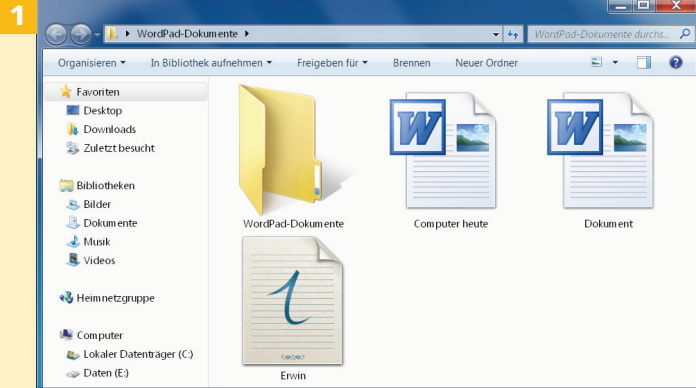 1
WordPad-Dokumente
WordPad-Dokumente durchs...
Organisieren In Bibliothek aufnehmen Freigeben für Brennen Neuer Ordner
Favoriten
Desktop
Downloads
Zuletzt besucht
Bibliotheken
Bilder
Dokumente
Musik
Videos
Heimnetzgruppe
Computer
Lokaler Datenträger (C:)
Daten (E:)
WordPad-Dokumente Computer heute Dokument
Erwin